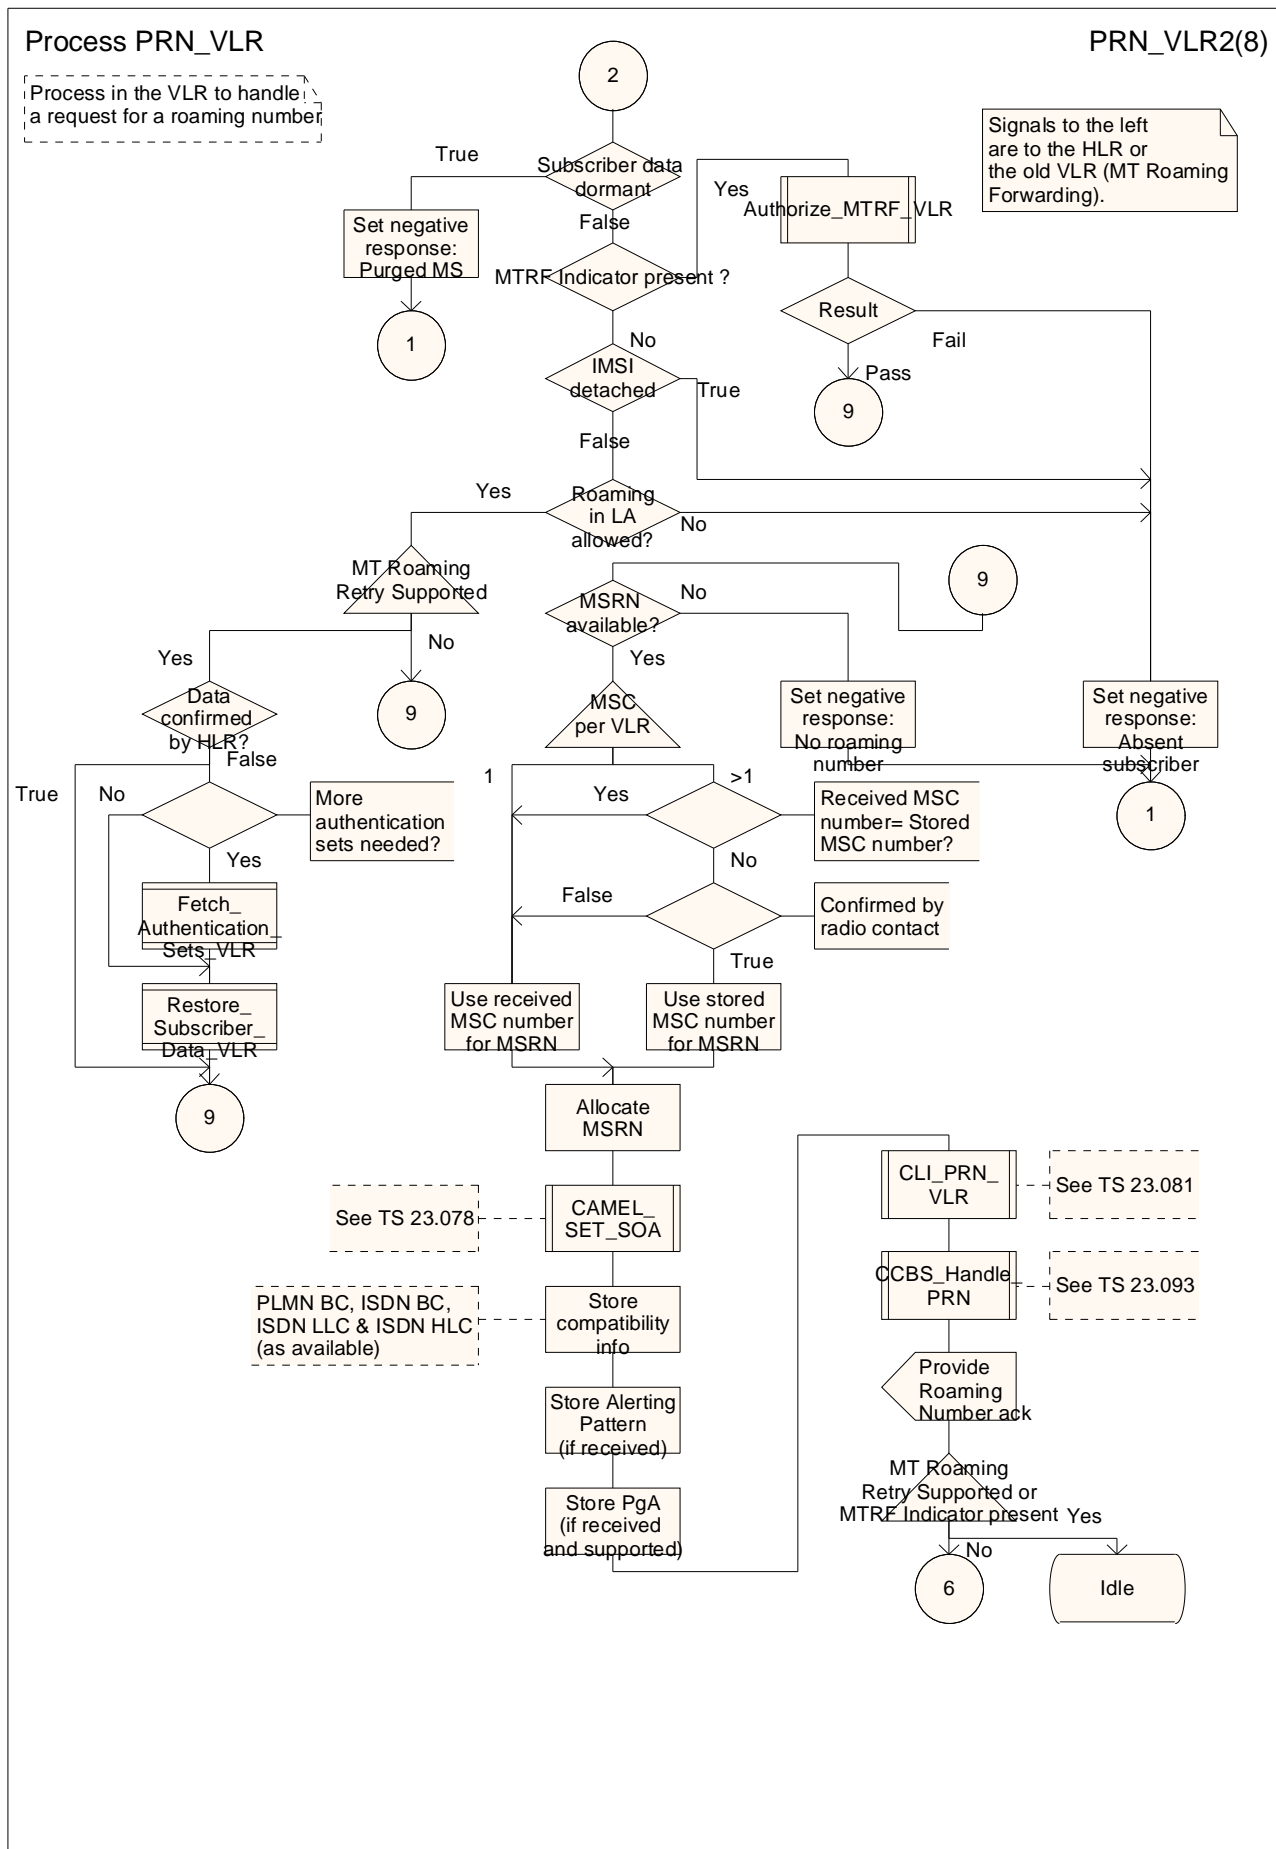 Process PRN_VLR
PRN_VLR2(8)
2
Process in the VLR to handle
a request for a roaming number
Signals to the left
are to the HLR or
the old VLR (MT Roaming
Forwarding).
True
Subscriber data
dormant
Yes
Authorize_MTRF_VLR
Set negative
response:
Purged MS
False
MTRF Indicator present ?
Result
1
No
Fail
IMSI
detached
True
Pass
9
False
Yes
Roaming
in LA
allowed?
No
MT Roaming
Retry Supported
9
MSRN
available?
No
No
Yes
Yes
Data
confirmed
by HLR?
9
MSC
per VLR
Set negative
response:
No roaming
number
Set negative
response:
Absent
subscriber
False
True
No
1
>1
More
authentication
sets needed?
Yes
Received MSC
number= Stored
MSC number?
1
Yes
No
Fetch_
Authentication_
Sets_VLR
False
Confirmed by
radio contact
True
Restore_
Subscriber_
Data_VLR
Use received
MSC number
for MSRN
Use stored
MSC number
for MSRN
9
Allocate
MSRN
CLI_PRN_
VLR
See TS 23.081
See TS 23.078
CAMEL_
SET_SOA
CCBS_Handle_
PRN
See TS 23.093
PLMN BC, ISDN BC,
ISDN LLC & ISDN HLC
(as available)
Store
compatibility
info
Provide
Roaming
Number ack
Store Alerting
Pattern
(if received)
MT Roaming
Retry Supported or
MTRF Indicator present
Yes
Store PgA
(if received
and supported)
No
6
Idle